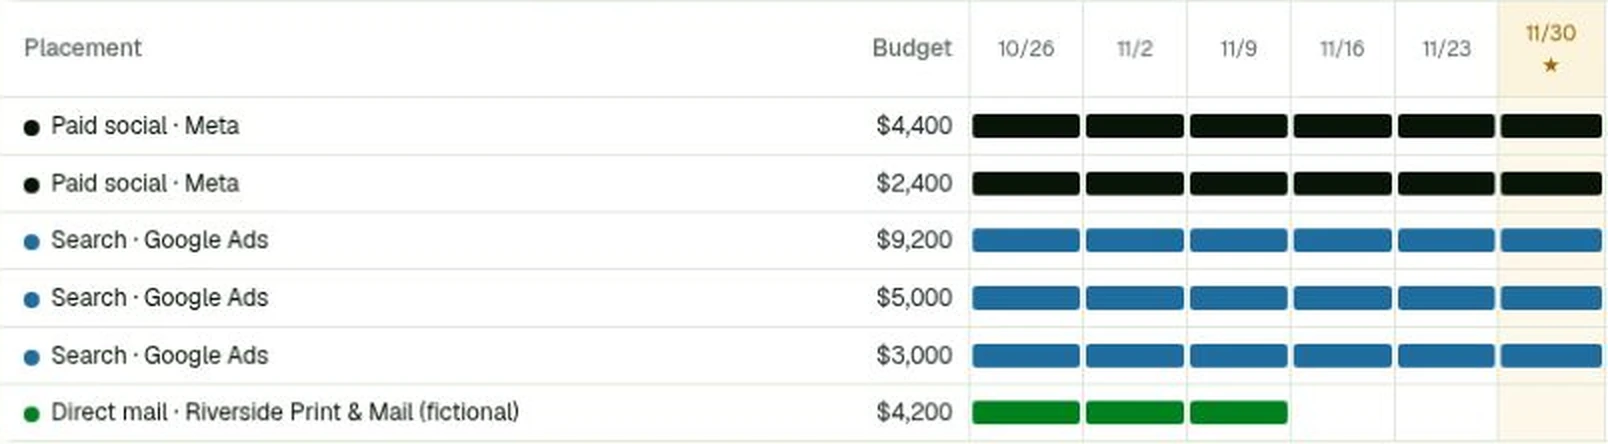 Placement Budget 10/26 11/2 11/9 11/16 11/23 11/30
★
Paid social · Meta $4,400
Paid social · Meta $2,400
Search · Google Ads $9,200
Search · Google Ads $5,000
Search · Google Ads $3,000
Direct mail · Riverside Print & Mail (fictional) $4,200